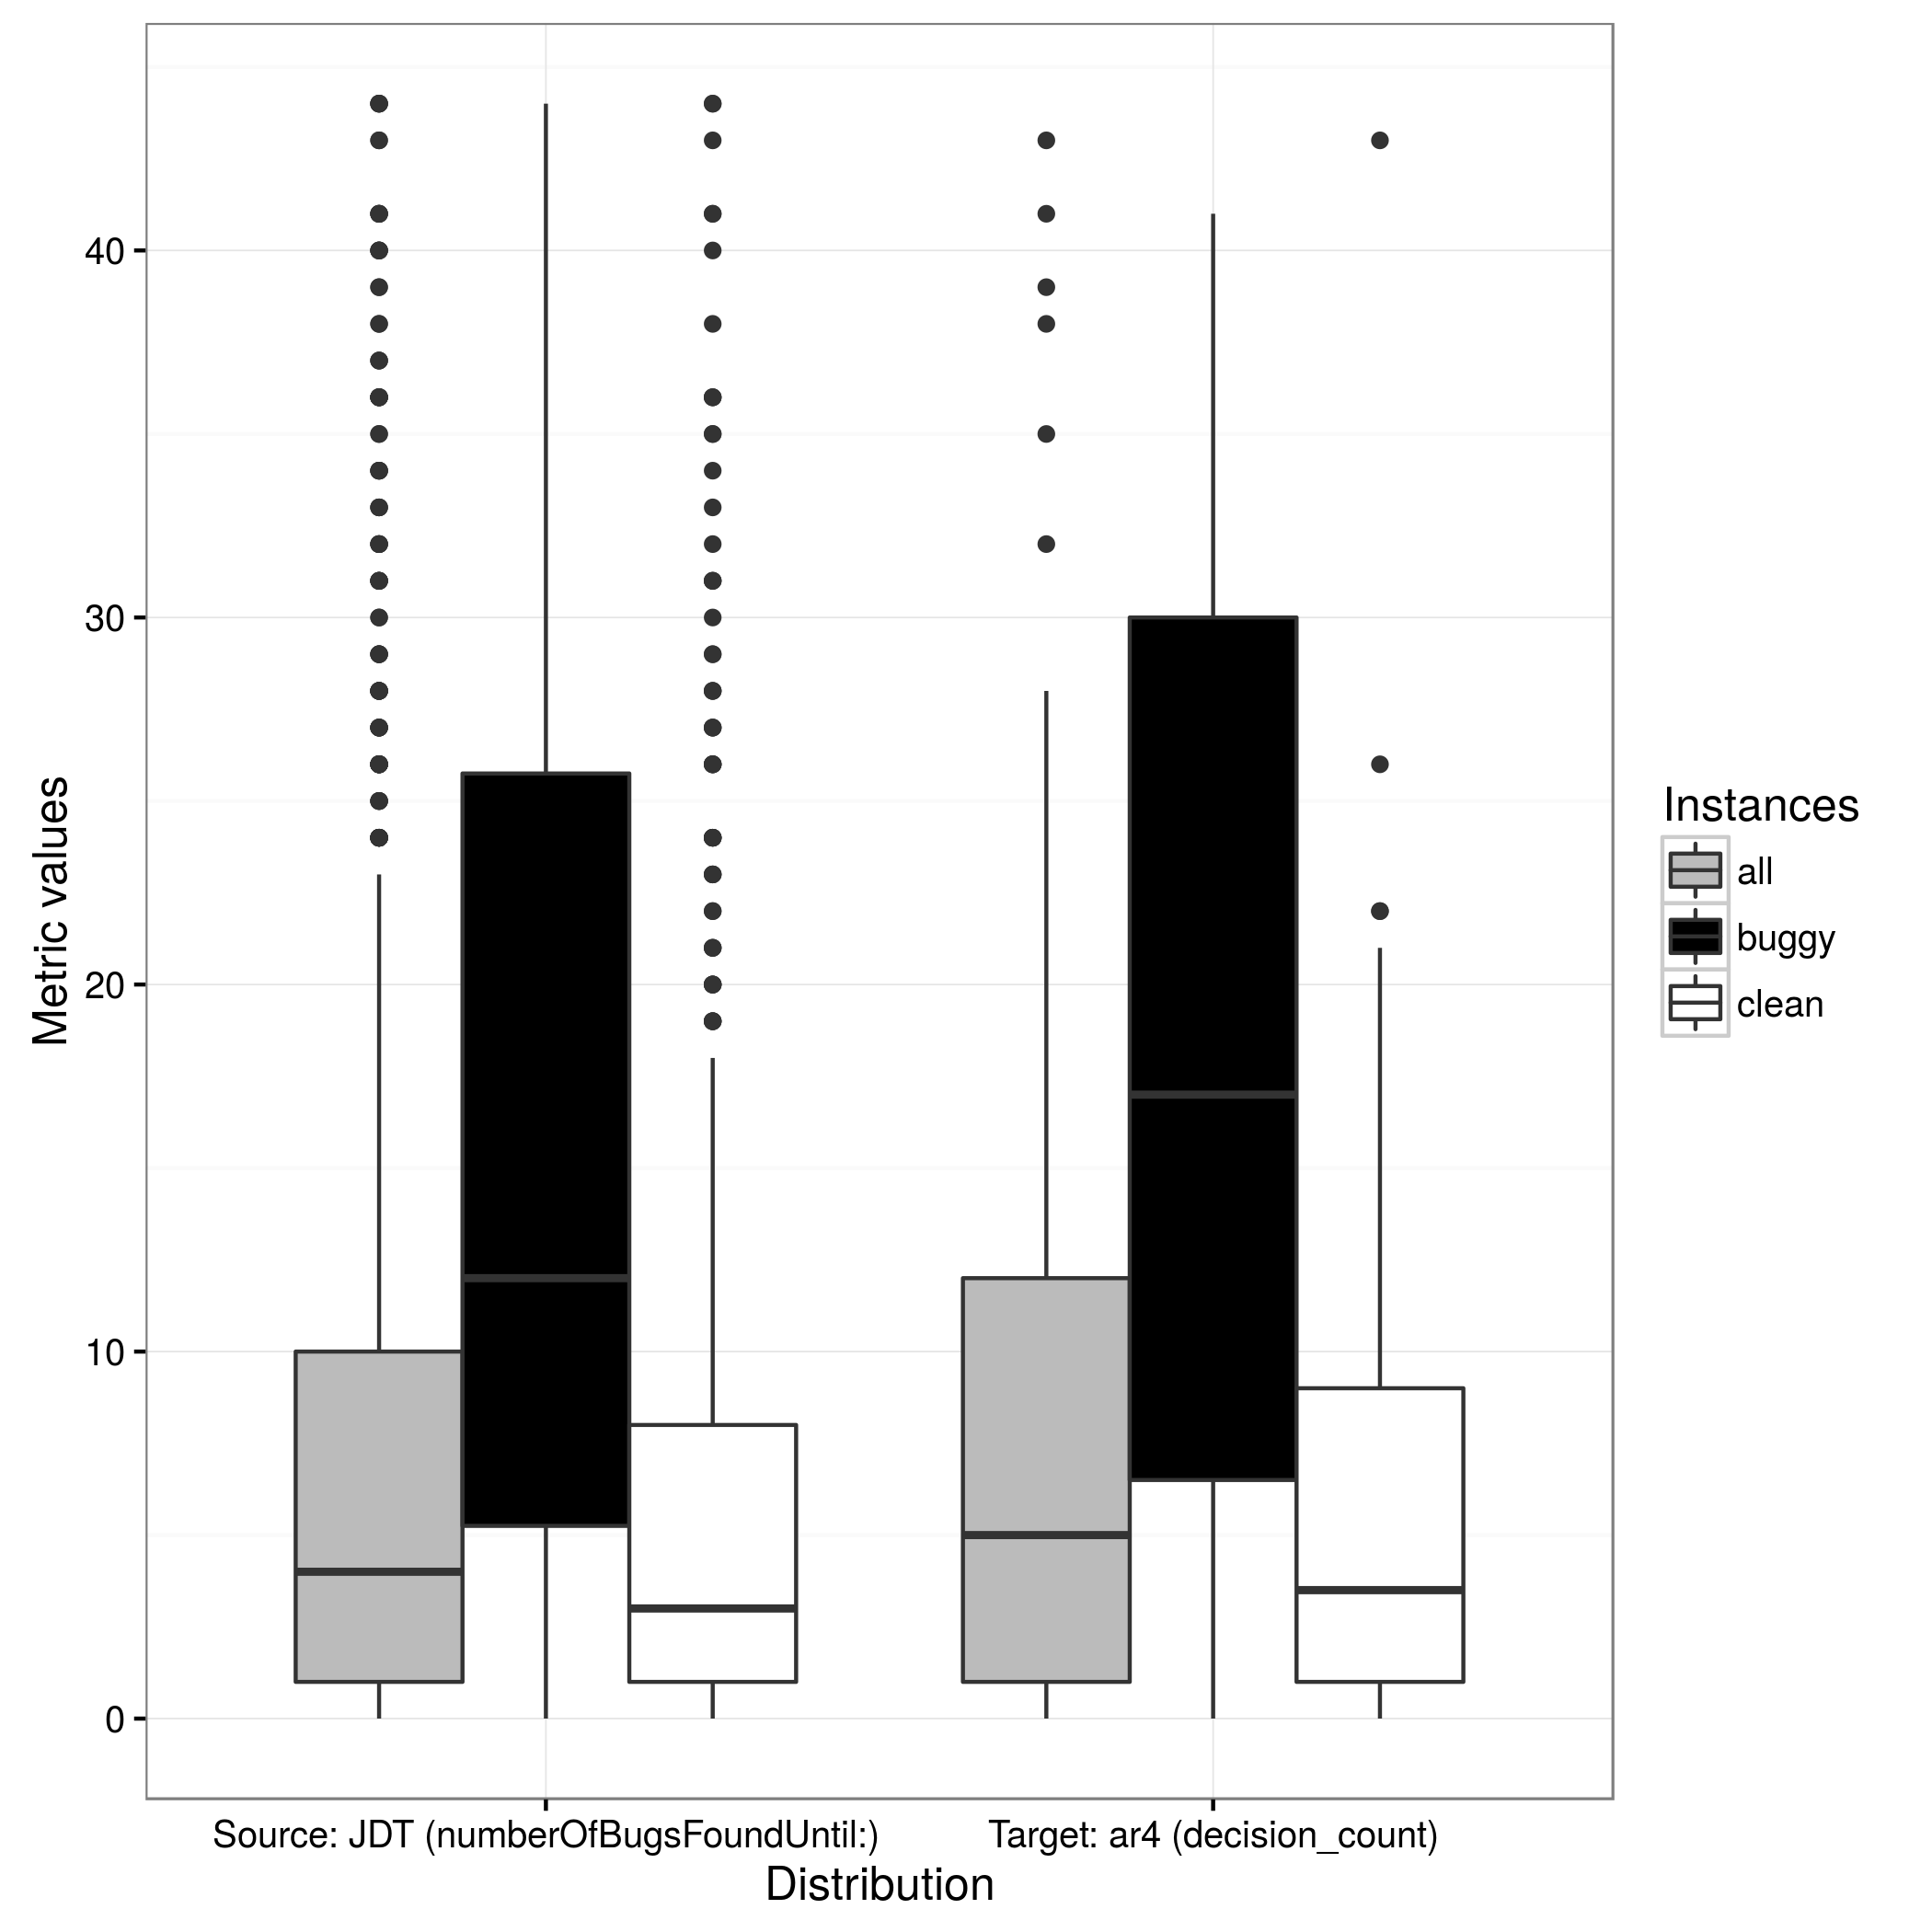 Metric values
40
30
20
10
0
Source: JDT (numberOfBugsFoundUntil:)
Target: ar4 (decision_count)
Distribution
Instances
all
buggy
clean